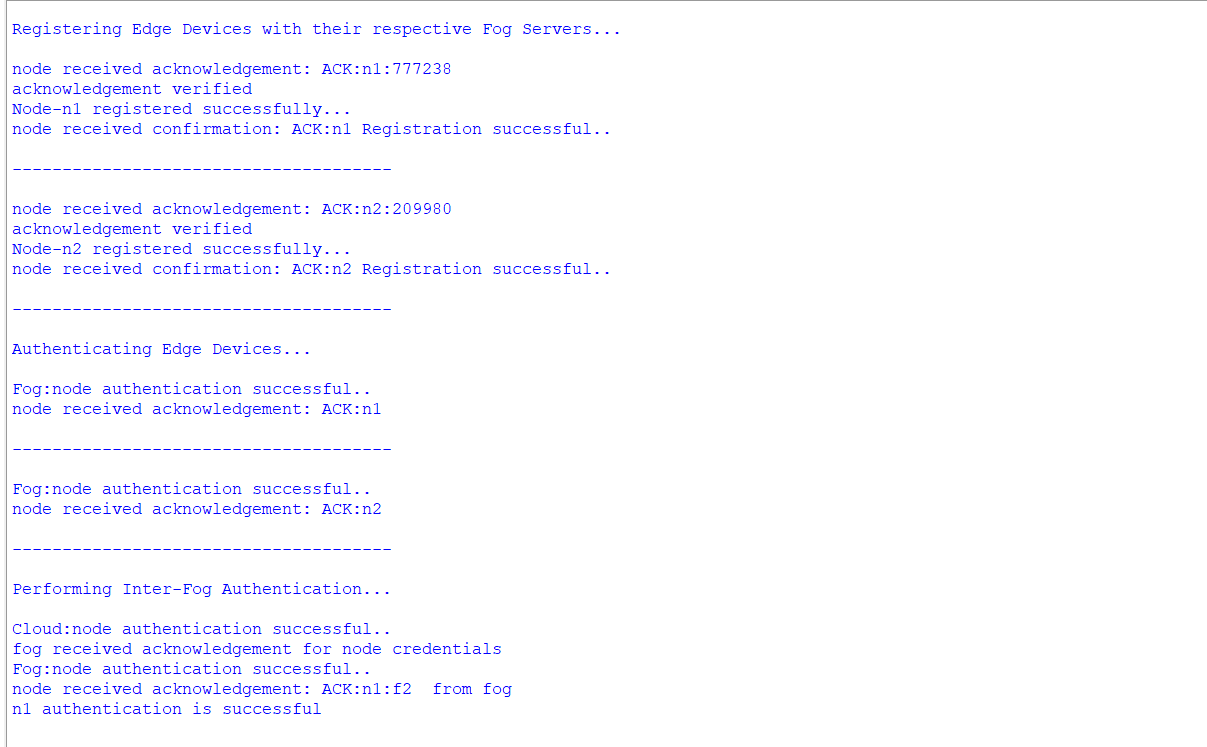 Registering Edge Devices with their respective Fog Servers...
node received acknowledgement: ACK:n1:777238
acknowledgement verified
Node-n1 registered successfully...
node received confirmation: ACK:n1 Registration successful..
--------------------------------------
node received acknowledgement: ACK:n2:209980
acknowledgement verified
Node-n2 registered successfully...
node received confirmation: ACK:n2 Registration successful..
--------------------------------------
Authenticating Edge Devices...
Fog:node authentication successful..
node received acknowledgement: ACK:n1
--------------------------------------
Fog:node authentication successful..
node received acknowledgement: ACK:n2
--------------------------------------
Performing Inter-Fog Authentication...
Cloud:node authentication successful..
fog received acknowledgement for node credentials
Fog:node authentication successful..
node received acknowledgement: ACK:n1:f2  from fog
n1 authentication is successful